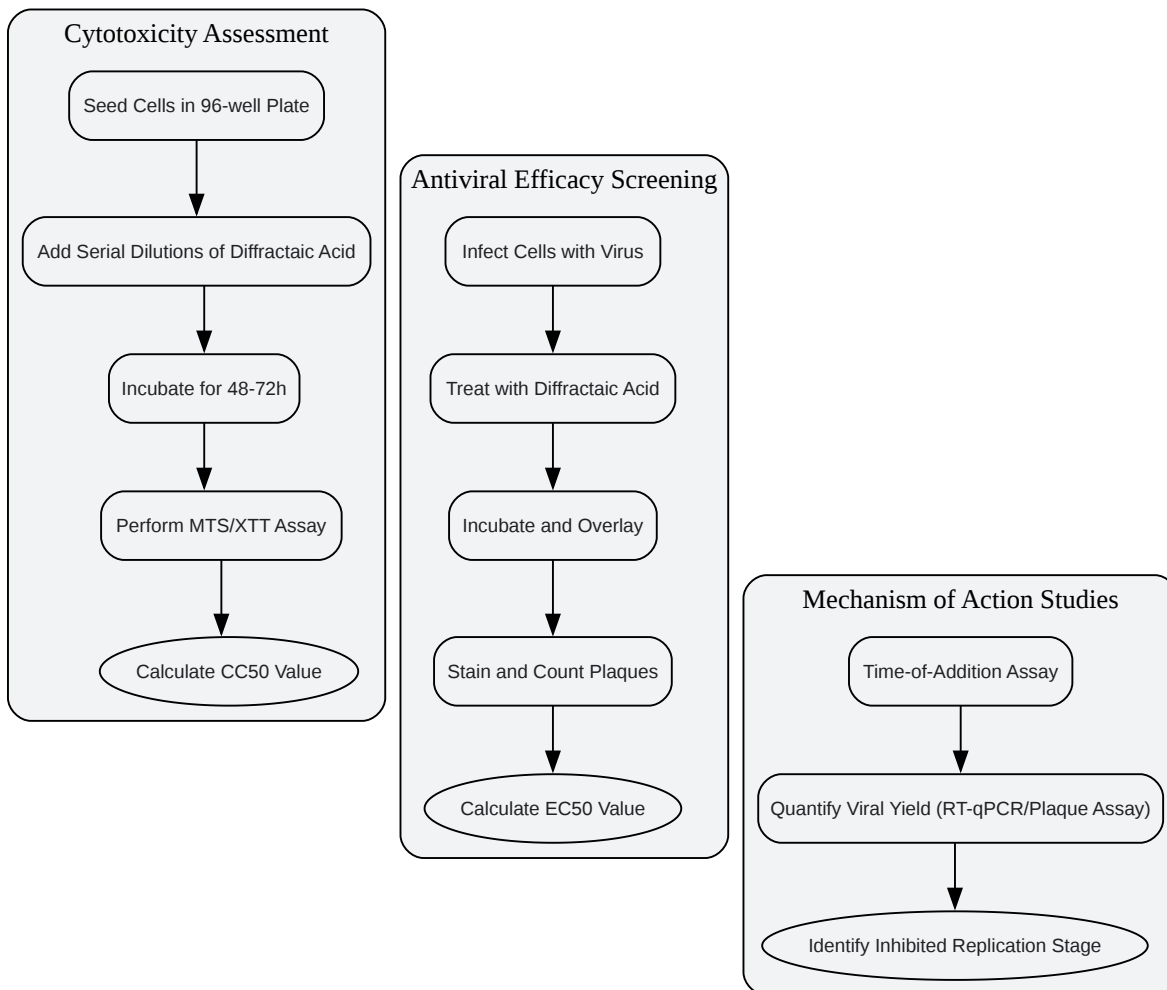 Cytotoxicity Assessment
Seed Cells in 96-well Plate
Add Serial Dilutions of Diffractaic Acid
Incubate for 48-72h
Perform MTS/XTT Assay
Calculate CC50 Value
Antiviral Efficacy Screening
Infect Cells with Virus
Treat with Diffractaic Acid
Incubate and Overlay
Stain and Count Plaques
Calculate EC50 Value
Mechanism of Action Studies
Time-of-Addition Assay
Quantify Viral Yield (RT-qPCR/Plaque Assay)
Identify Inhibited Replication Stage